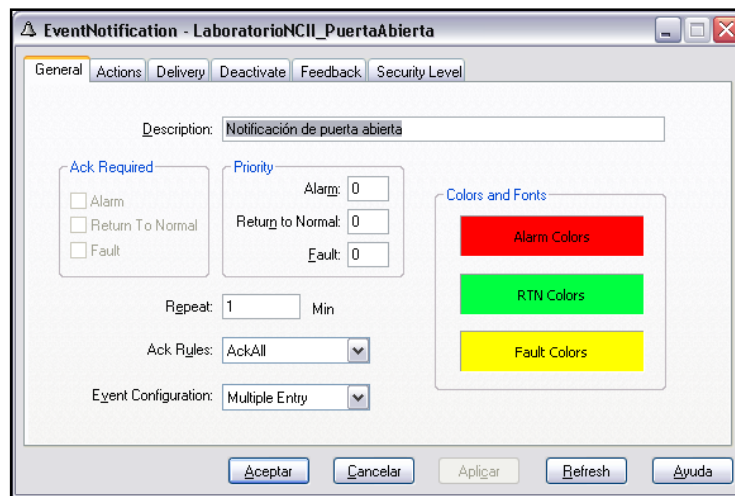 EventNotification - LaboratorioNCII_PuertaAbierta
General Actions Delivery Deactivate Feedback Security Level
Description: Notificación de puerta abierta
Ack Required
Alarm
Return To Normal
Fault
Priority
Alarm: 0
Return to Normal: 0
Fault: 0
Colors and Fonts
Alarm Colors
RTN Colors
Fault Colors
Repeat: 1 Min
Ack Rules: AckAll
Event Configuration: Multiple Entry
Aceptar Cancelar Aplicar Refresh Ayuda